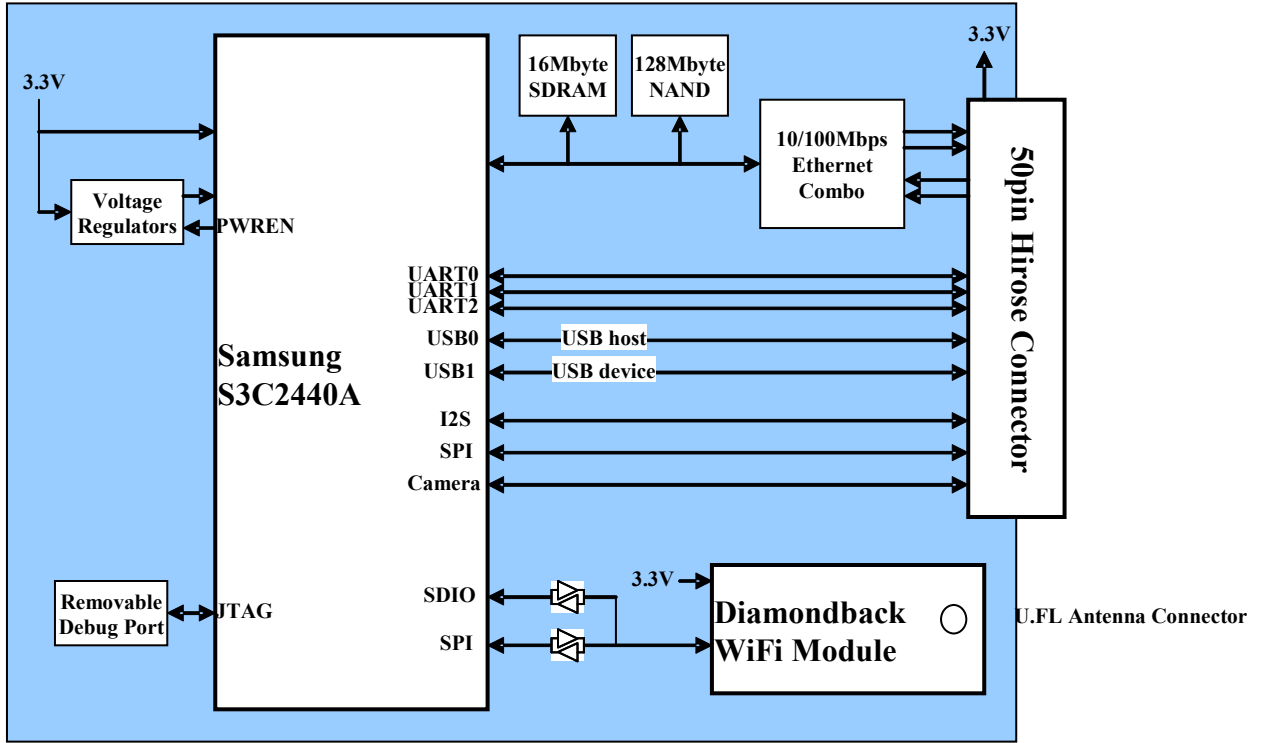 3.3V
16Mbyte
SDRAM
128Mbyte
NAND
3.3V
10/100Mbps
Ethernet
Combo
50pin Hirose Connector
Voltage
Regulators
PWREN
UART0
UART1
UART2
USB0
USB host
USB1
USB device
Samsung
S3C2440A
I2S
SPI
Camera
Removable
Debug Port
JTAG
SDIO
SPI
3.3V
Diamondback
WiFi Module
U.FL Antenna Connector